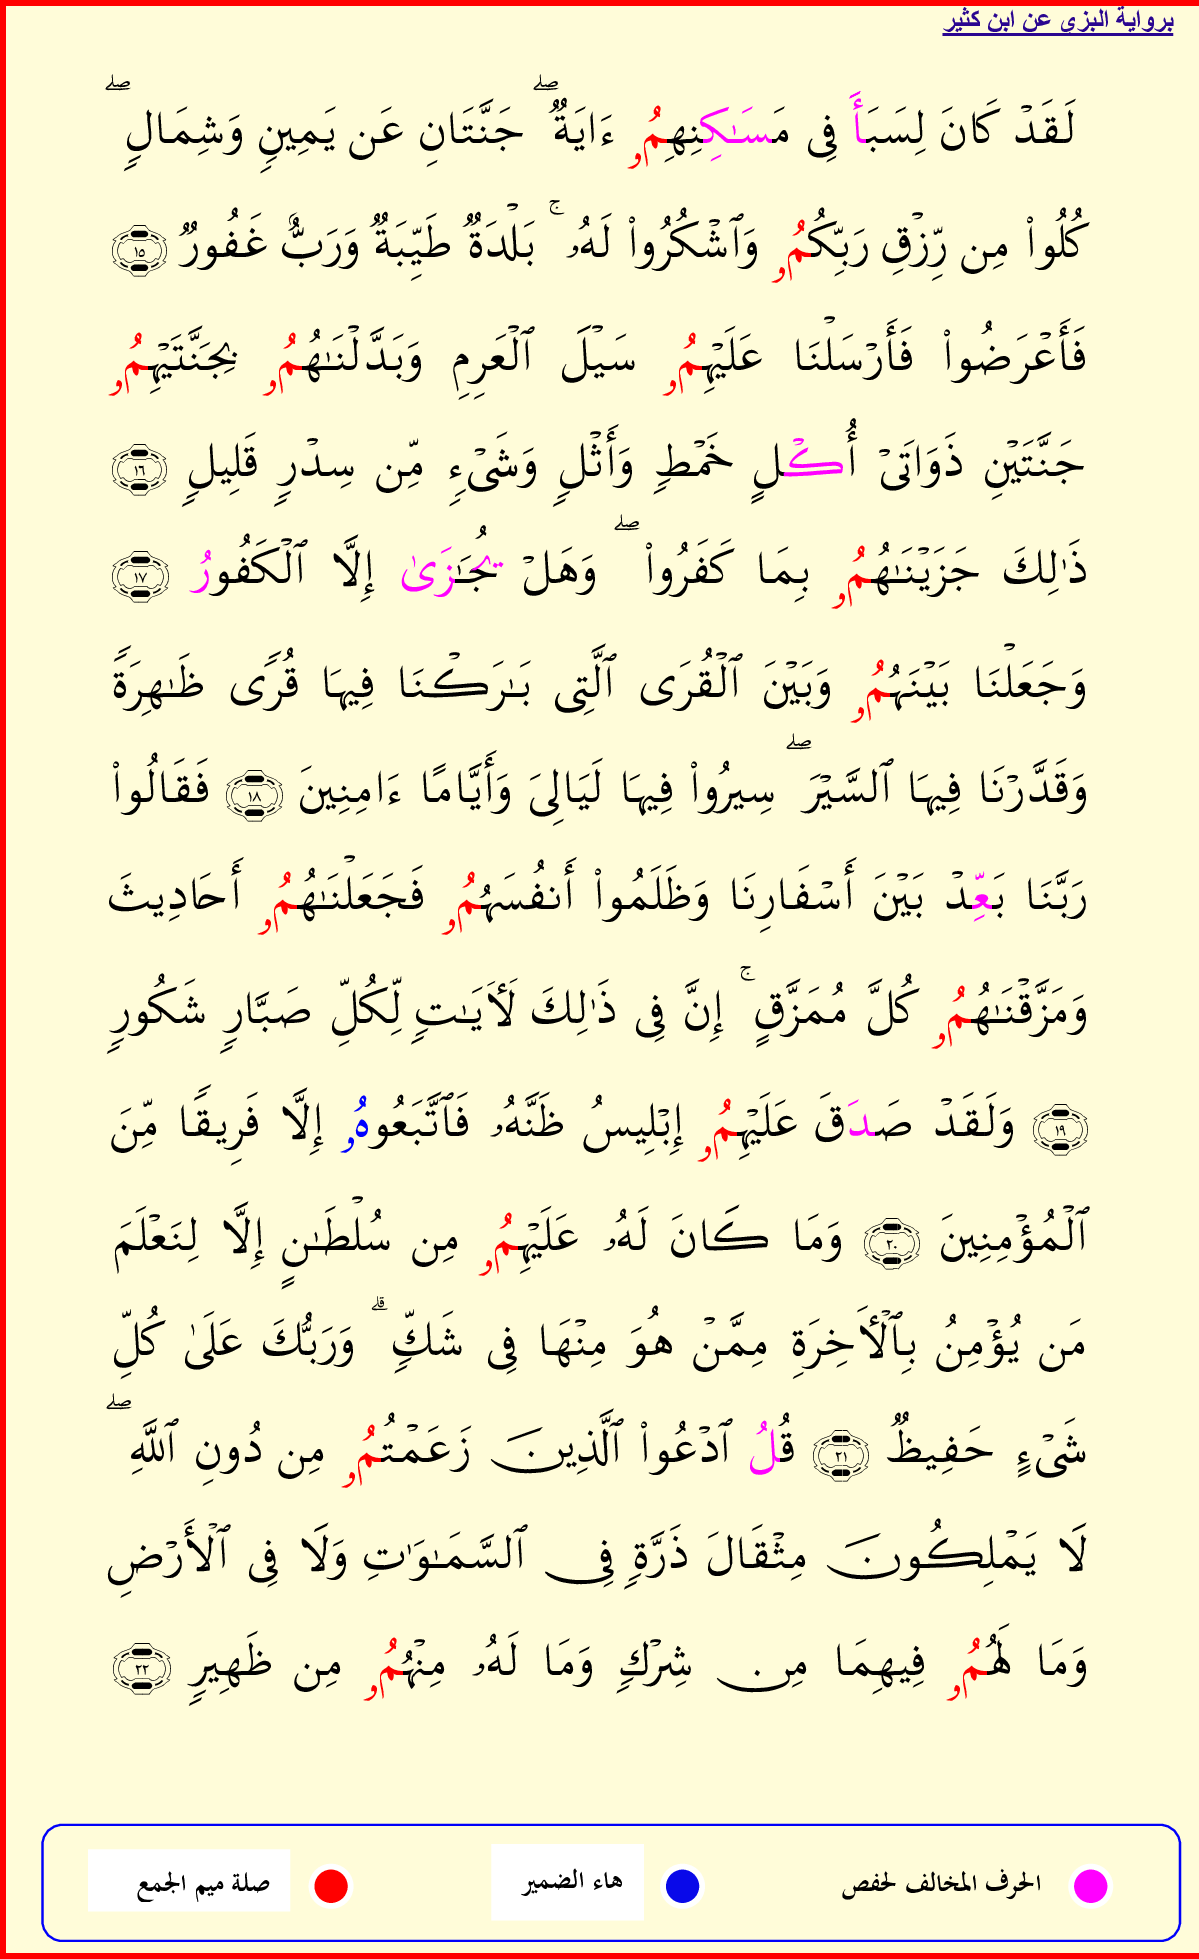 برواية البزى عن ابن كثير
لَقَدۡ كَانَ لِسَبَأَ فِى مَسَـٰكِنِهِمُۥ ءَايَةٌۖ جَنَّتَانِ عَن يَمِينٍ وَشِمَالٍۖ
كُلُوا۟ مِن رِّزۡقِ رَبِّكُمُۥ وَٱشۡكُرُوا۟ لَهُۥۚ بَلۡدَةٌ طَيِّبَةٌ وَرَبٌّ غَفُورٌ ١٥
فَأَعۡرَضُوا۟ فَأَرۡسَلۡنَا عَلَيۡهِمُۥ سَيۡلَ ٱلۡعَرِمِ وَبَدَّلۡنَـٰهُمُۥ بِجَنَّتَيۡهِمُۥ
جَنَّتَيۡنِ ذَوَاتَىۡ أُكۡلٍ خَمۡطٍ وَأَثۡلٍ وَشَىۡءٍ مِّن سِدۡرٍ قَلِيلٍ ١٦
ذَٰلِكَ جَزَيۡنَـٰهُمُۥ بِمَا كَفَرُوا۟ۖ وَهَلۡ يُجَـٰزَىٰ إِلَّا ٱلۡكَفُورُ ١٧
وَجَعَلۡنَا بَيۡنَهُمُۥ وَبَيۡنَ ٱلۡقُرَى ٱلَّتِى بَـٰرَكۡنَا فِيهَا قُرًى ظَـٰهِرَةً
وَقَدَّرۡنَا فِيهَا ٱلسَّيۡرَۖ سِيرُوا۟ فِيهَا لَيَالِىَ وَأَيَّامًا ءَامِنِينَ ١٨ فَقَالُوا۟
رَبَّنَا بَعِّدۡ بَيۡنَ أَسۡفَارِنَا وَظَلَمُوا۟ أَنفُسَهُمُۥ فَجَعَلۡنَـٰهُمُۥ أَحَادِيثَ
وَمَزَّقۡنَـٰهُمُۥ كُلَّ مُمَزَّقٍۚ إِنَّ فِى ذَٰلِكَ لَأَيَـٰتٍ لِّكُلِّ صَبَّارٍ شَكُورٍ
١٩ وَلَقَدۡ صَدَقَ عَلَيۡهِمُۥ إِبۡلِيسُ ظَنَّهُۥ فَٱتَّبَعُوهُۥ إِلَّا فَرِيقًا مِّنَ
ٱلۡمُؤۡمِنِينَ ٢٠ وَمَا كَانَ لَهُۥ عَلَيۡهِمُۥ مِن سُلۡطَـٰنٍ إِلَّا لِنَعۡلَمَ
مَن يُؤۡمِنُ بِٱلۡأَخِرَةِ مِمَّنۡ هُوَ مِنۡهَا فِى شَكٍّۗ وَرَبُّكَ عَلَىٰ كُلِّ
شَىۡءٍ حَفِيظٌ ٢١ قُلُ ٱدۡعُوا۟ ٱلَّذِينَ زَعَمۡتُمُۥ مِن دُونِ ٱللَّهِۖ
لَا يَمۡلِكُونَ مِثۡقَالَ ذَرَّةٍ فِى ٱلسَّمَـٰوَٰتِ وَلَا فِى ٱلۡأَرۡضِ
وَمَا لَهُمُۥ فِيهِمَا مِن شِرۡكٍ وَمَا لَهُۥ مِنۡهُمُۥ مِن ظَهِيرٍ ٢٢
الحرف المخالف لحفص
هاء الضمير
صلة ميم الجمع